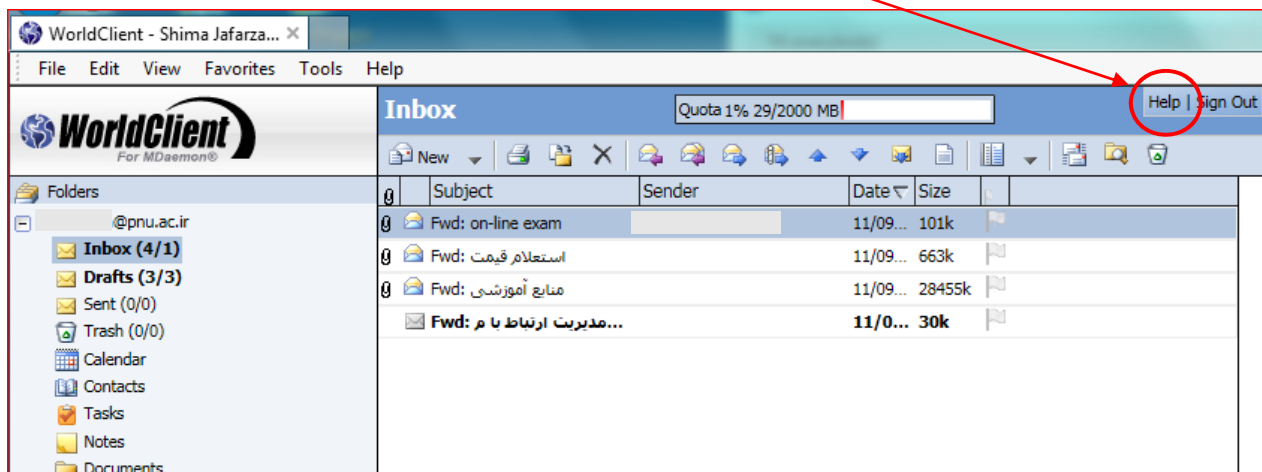 WorldClient - Shima Jafarza...
File Edit View Favorites Tools Help
WorldClient
For MDaemon®
Inbox
Quota 1% 29/2000 MB
Help | Sign Out
New
Folders
@pnu.ac.ir
Inbox (4/1)
Drafts (3/3)
Sent (0/0)
Trash (0/0)
Calendar
Contacts
Tasks
Notes
Documents
Subject Sender Date Size
Fwd: on-line exam 11/09... 101k
Fwd: استعلام قیمت 11/09... 663k
Fwd: منابع آموزشی 11/09... 28455k
Fwd: مدیریت ارتباط با م... 11/0... 30k